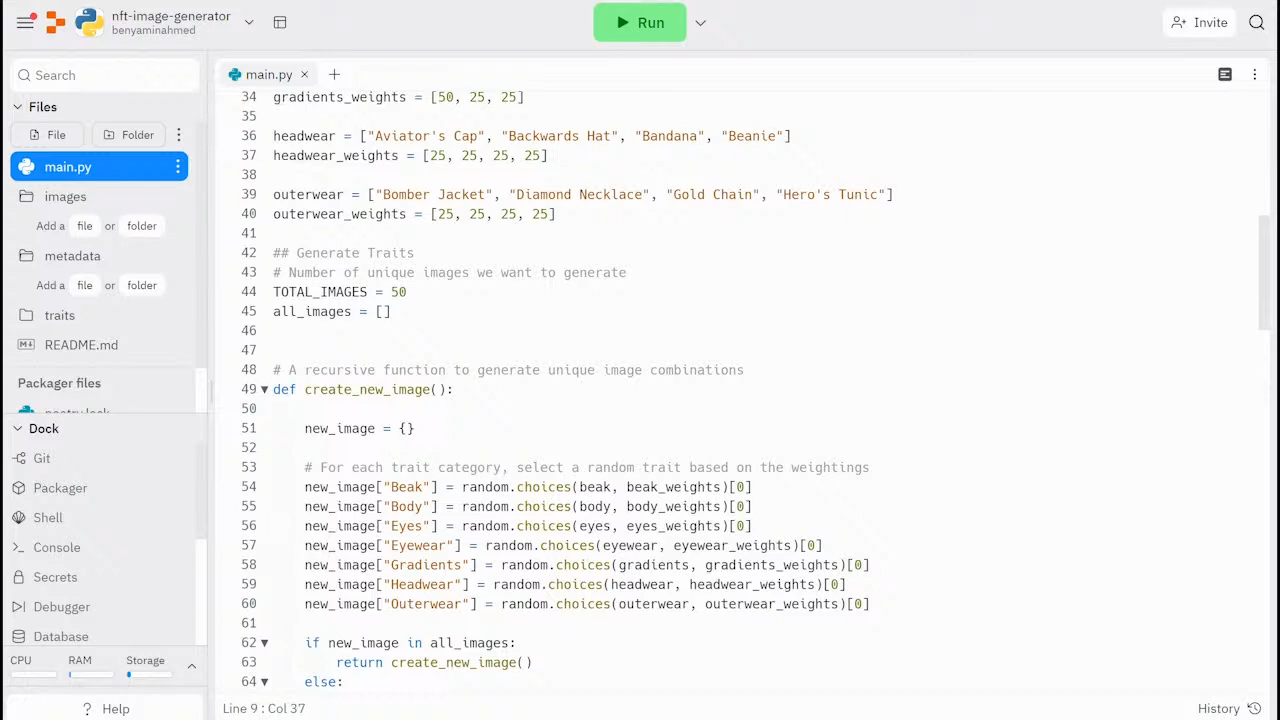 nft-image-generator
benyaminahmed
Run
Invite
Search
Files
File
Folder
main.py
images
Add a file or folder
metadata
Add a file or folder
traits
README.md
Packager files
poetry.lock
Dock
Git
Packager
Shell
Console
Secrets
Debugger
Database
CPU RAM Storage
Help
main.py
34 gradients_weights = [50, 25, 25]
35
36 headwear = ["Aviator's Cap", "Backwards Hat", "Bandana", "Beanie"]
37 headwear_weights = [25, 25, 25, 25]
38
39 outerwear = ["Bomber Jacket", "Diamond Necklace", "Gold Chain", "Hero's Tunic"]
40 outerwear_weights = [25, 25, 25, 25]
41
42 ## Generate Traits
43 # Number of unique images we want to generate
44 TOTAL_IMAGES = 50
45 all_images = []
46
47
48 # A recursive function to generate unique image combinations
49 def create_new_image():
50
51 new_image = {}
52
53 # For each trait category, select a random trait based on the weightings
54 new_image["Beak"] = random.choices(beak, beak_weights)[0]
55 new_image["Body"] = random.choices(body, body_weights)[0]
56 new_image["Eyes"] = random.choices(eyes, eyes_weights)[0]
57 new_image["Eyewear"] = random.choices(eyewear, eyewear_weights)[0]
58 new_image["Gradients"] = random.choices(gradients, gradients_weights)[0]
59 new_image["Headwear"] = random.choices(headwear, headwear_weights)[0]
60 new_image["Outerwear"] = random.choices(outerwear, outerwear_weights)[0]
61
62 if new_image in all_images:
63 return create_new_image()
64 else:
Line 9 : Col 37
History